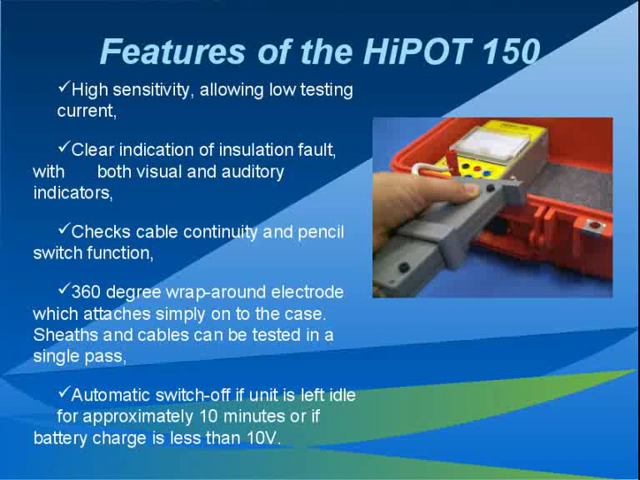 Features of the HiPOT 150
✓High sensitivity, allowing low testing
current,
✓Clear indication of insulation fault,
with both visual and auditory
indicators,
✓Checks cable continuity and pencil
switch function,
✓360 degree wrap-around electrode
which attaches simply on to the case.
Sheaths and cables can be tested in a
single pass,
✓Automatic switch-off if unit is left idle
for approximately 10 minutes or if
battery charge is less than 10V.